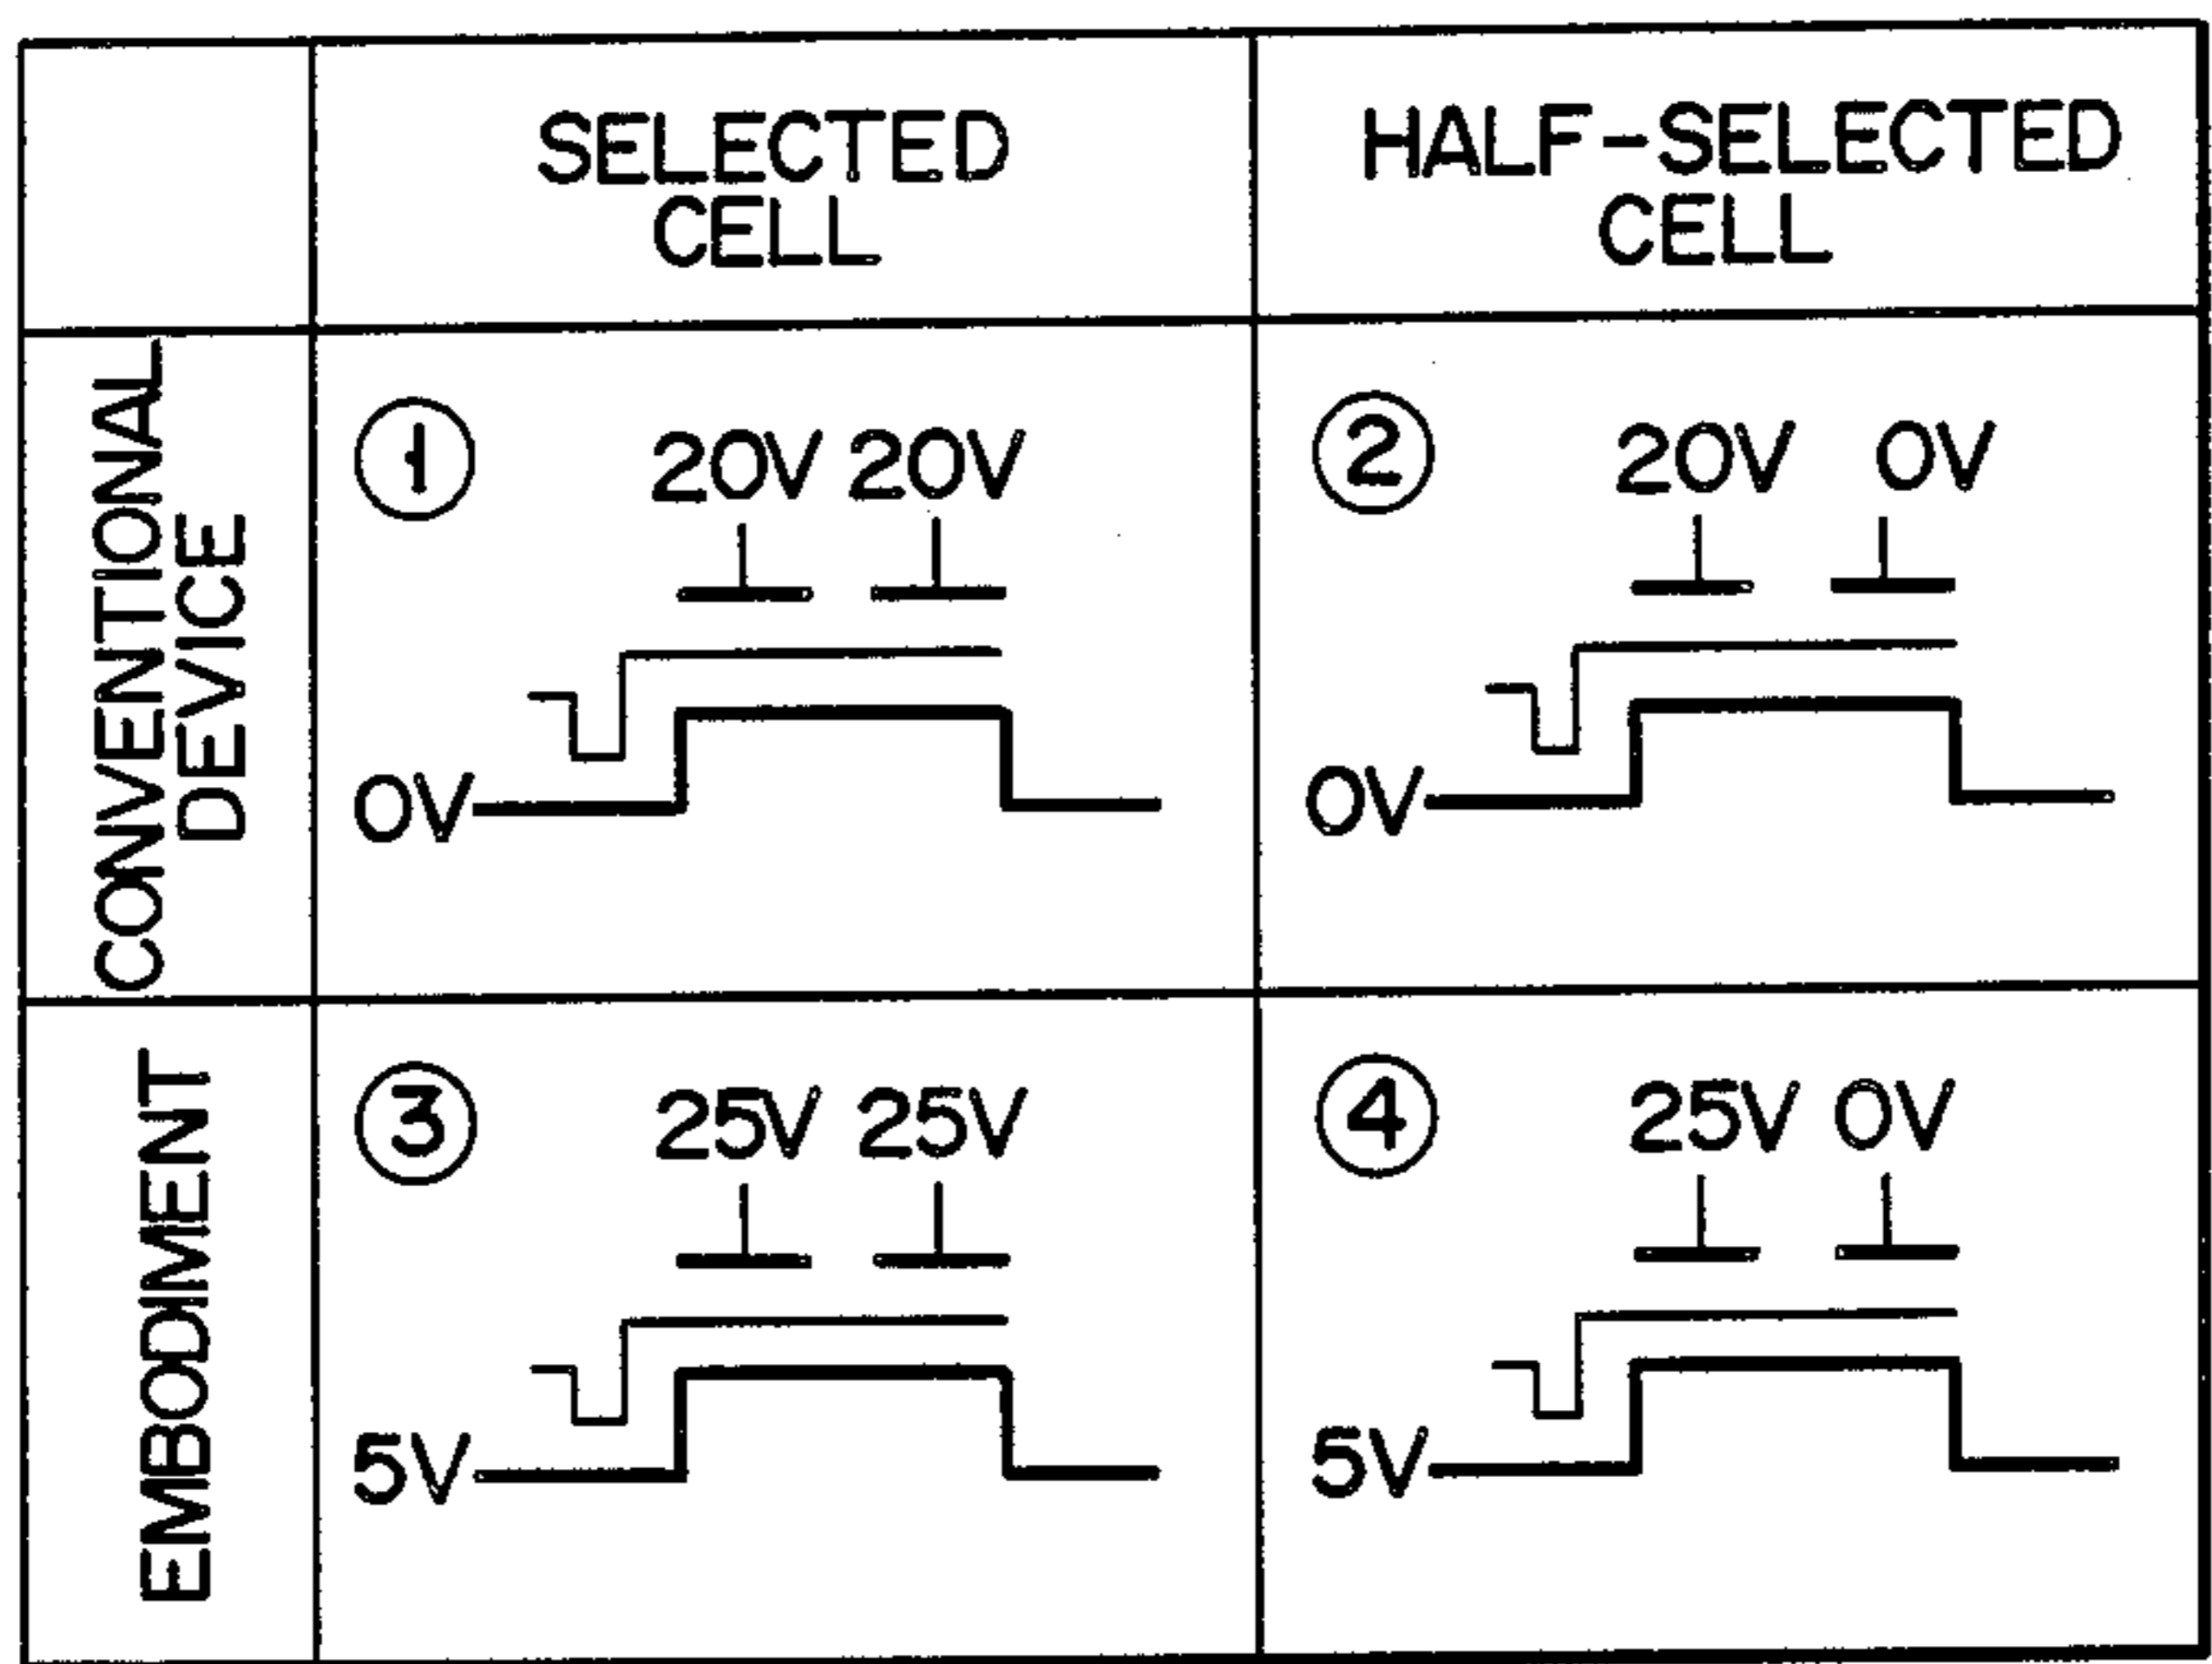 SELECTED
CELL
HALF-SELECTED
CELL
CONVENTIONAL
DEVICE
1 20V 20V
0V
2 20V 0V
0V
EMBODIMENT
3 25V 25V
5V
4 25V 0V
5V